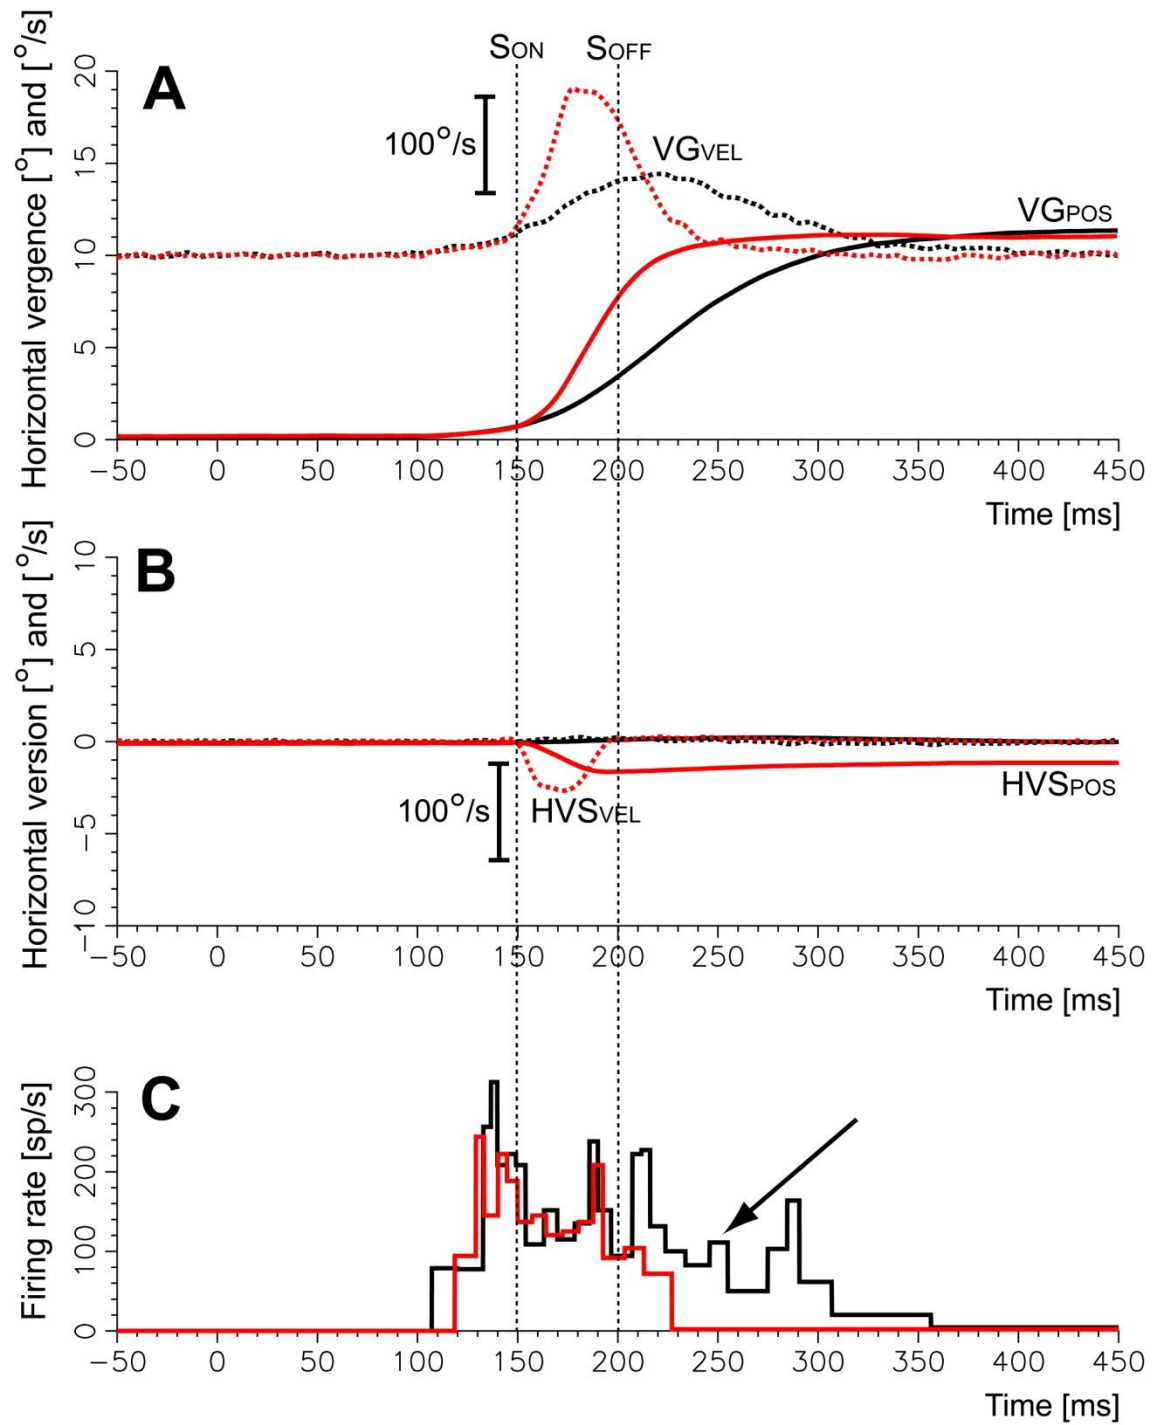 SON SOFF
A
Horizontal vergence [°] and [°/s]
20
15
10
5
0
100°/s
VGVEL
VGPOS
−50 0 50 100 150 200 250 300 350 400 450
Time [ms]
B
Horizontal version [°] and [°/s]
10
5
0
−5
−10
100°/s
HVSVEL
HVSPOS
−50 0 50 100 150 200 250 300 350 400 450
Time [ms]
C
Firing rate [sp/s]
300
200
100
0
−50 0 50 100 150 200 250 300 350 400 450
Time [ms]